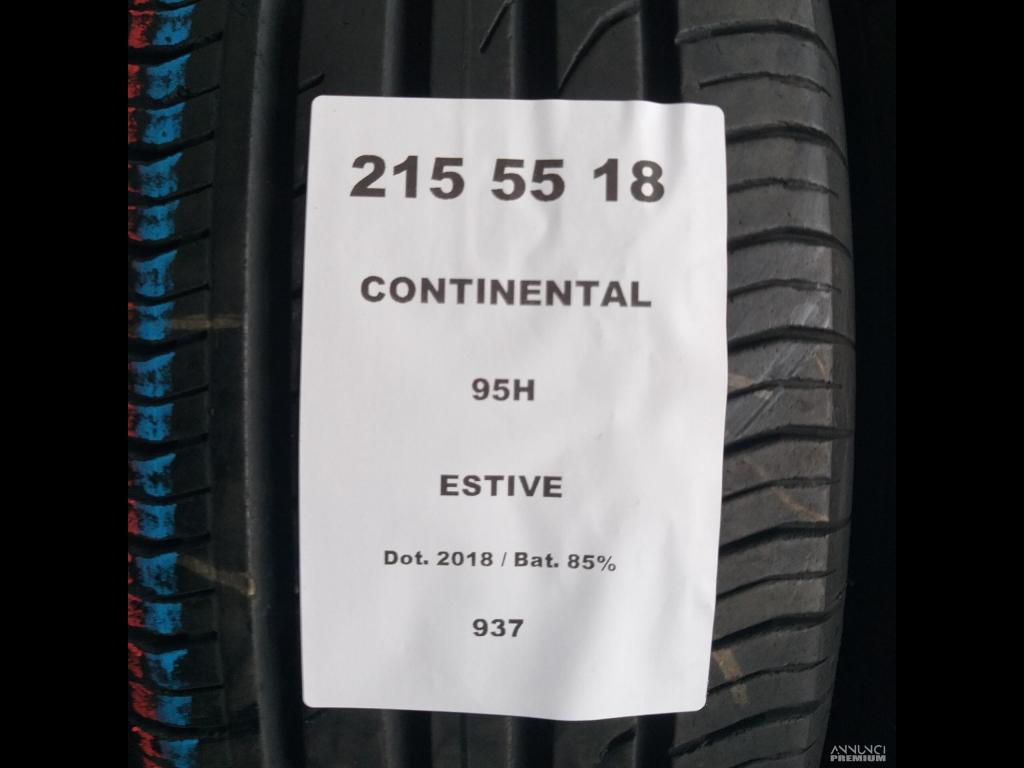 215 55 18
CONTINENTAL
95H
ESTIVE
Dot. 2018 / Bat. 85%
937
ANNUNCI
PREMIUM